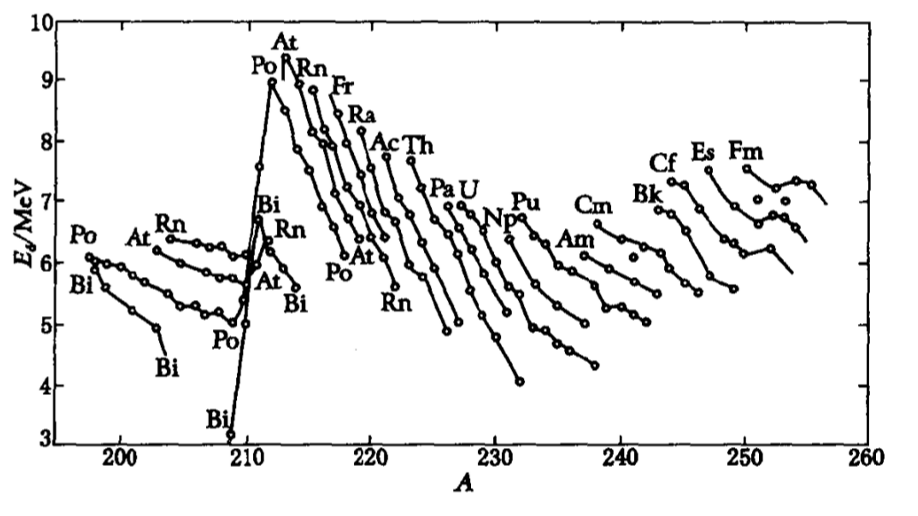 10
At
Po
Rn
9
Fr
Ra
8
Ac
Th
Cf
Es
Fm
7
Pa
U
Bk
Pu
Cm
Bi
Np
Rn
Rn
Po
At
Am
E_d/MeV
6
Bi
At
Po
At
Bi
Rn
5
Po
Bi
4
Bi
3
200
210
220
230
240
250
260
A